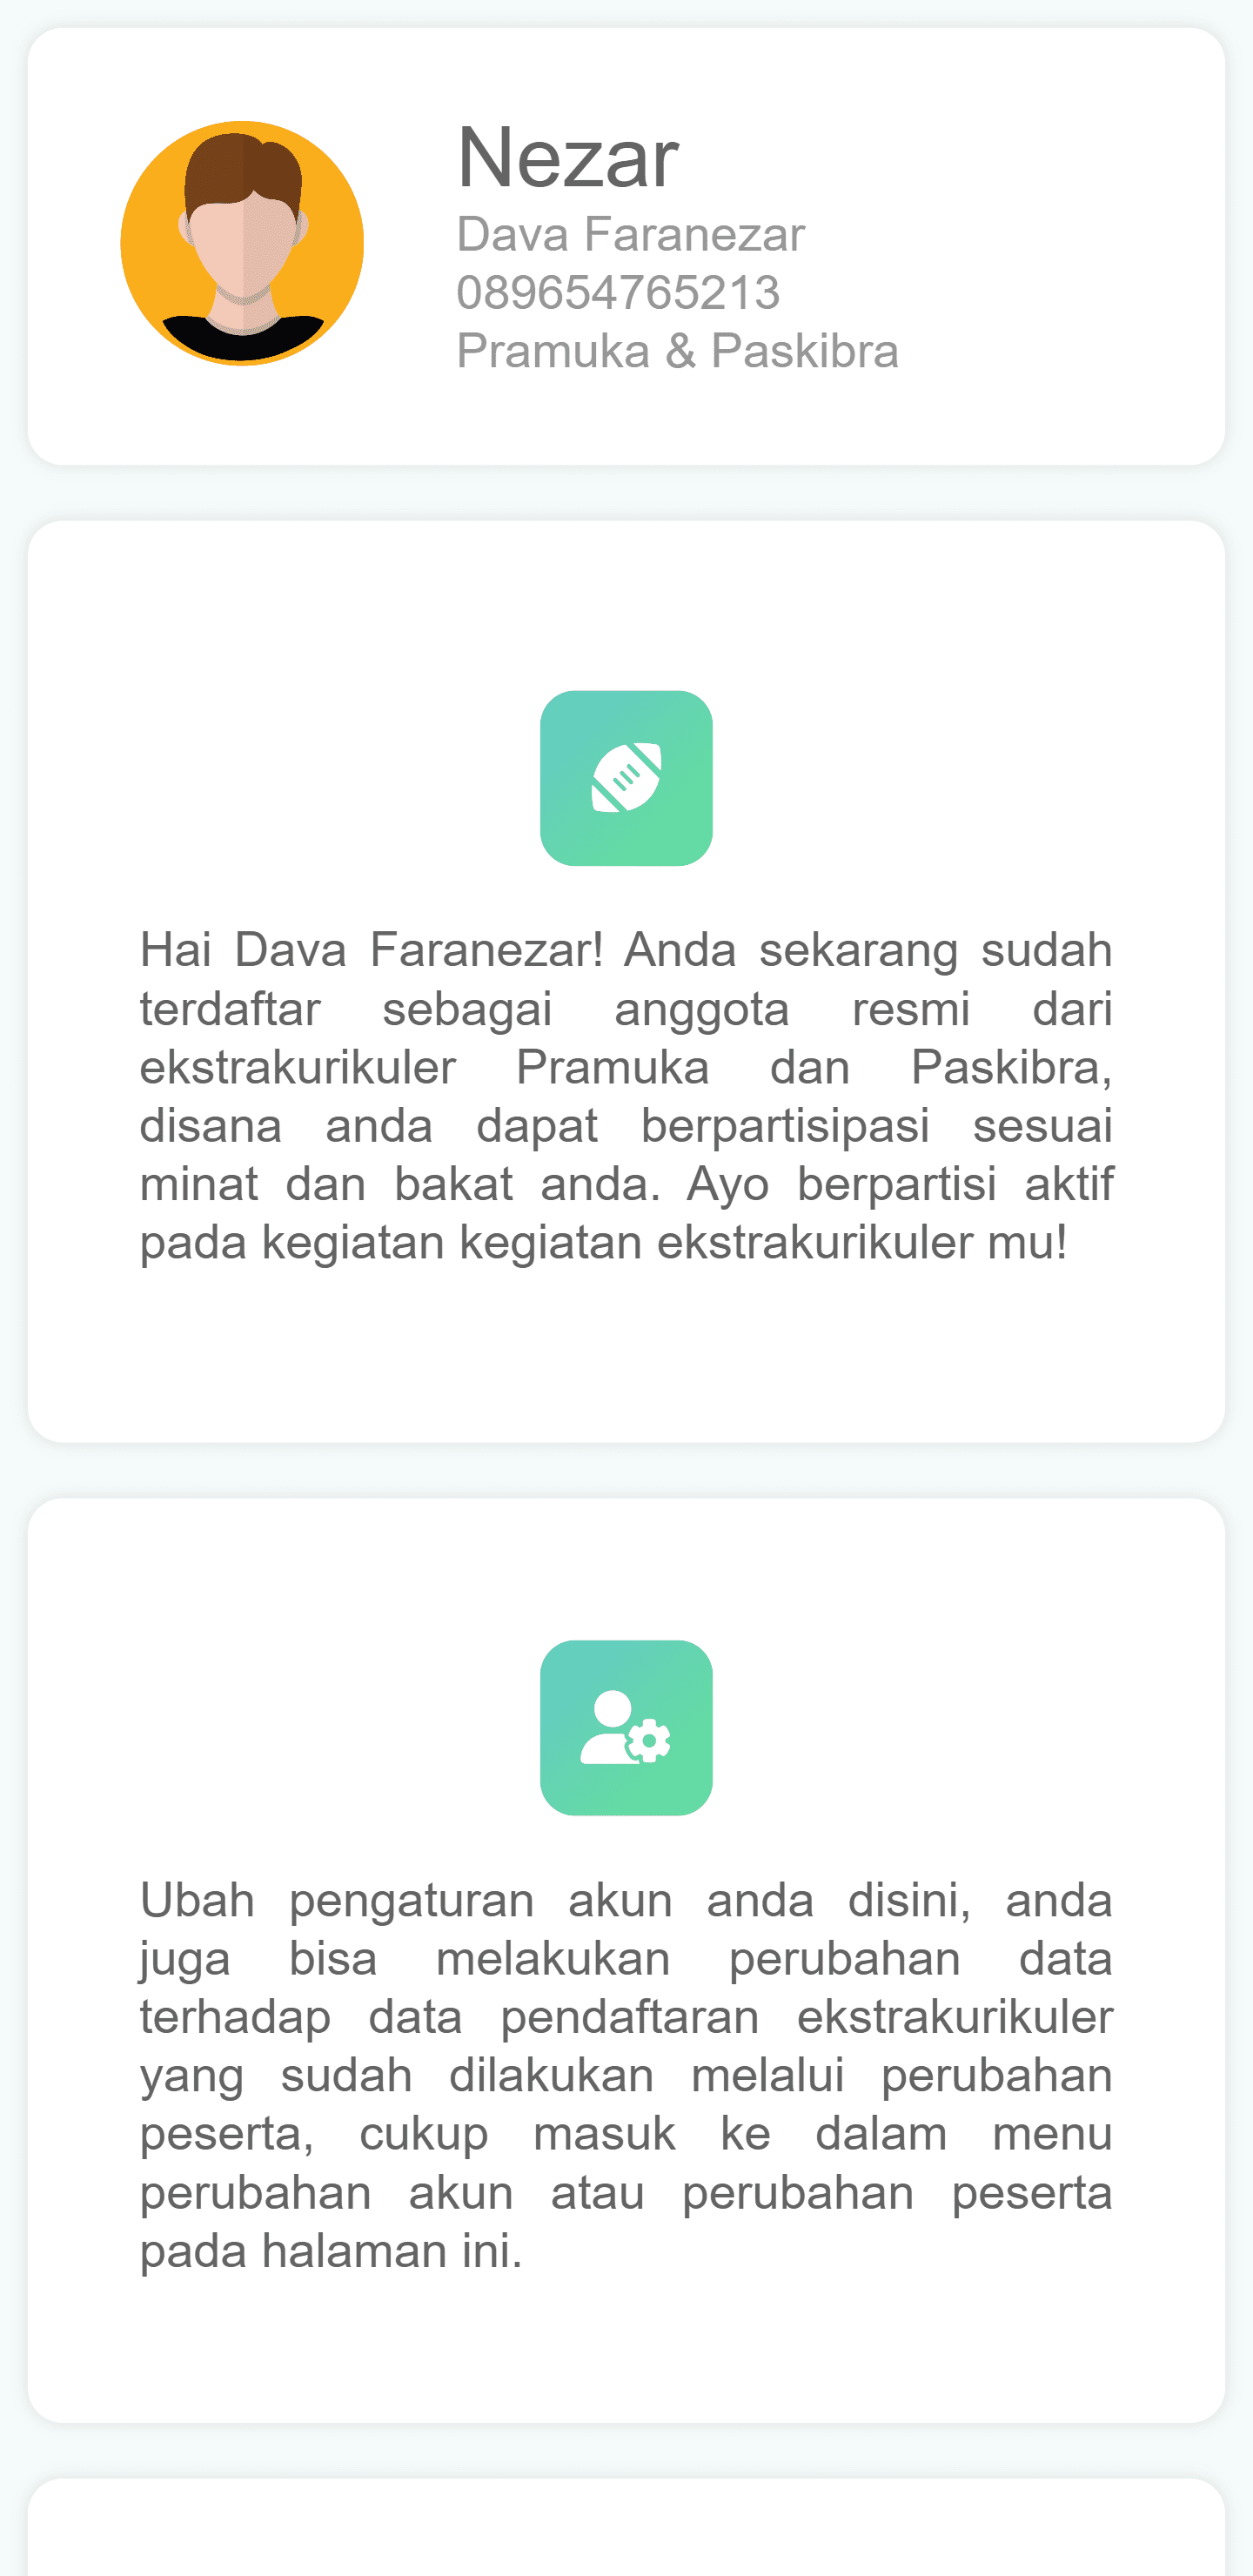 Nezar
Dava Faranezar
089654765213
Pramuka & Paskibra
Hai Dava Faranezar! Anda sekarang sudah
terdaftar sebagai anggota resmi dari
ekstrakurikuler Pramuka dan Paskibra,
disana anda dapat berpartisipasi sesuai
minat dan bakat anda. Ayo berpartisi aktif
pada kegiatan kegiatan ekstrakurikuler mu!
Ubah pengaturan akun anda disini, anda
juga bisa melakukan perubahan data
terhadap data pendaftaran ekstrakurikuler
yang sudah dilakukan melalui perubahan
peserta, cukup masuk ke dalam menu
perubahan akun atau perubahan peserta
pada halaman ini.